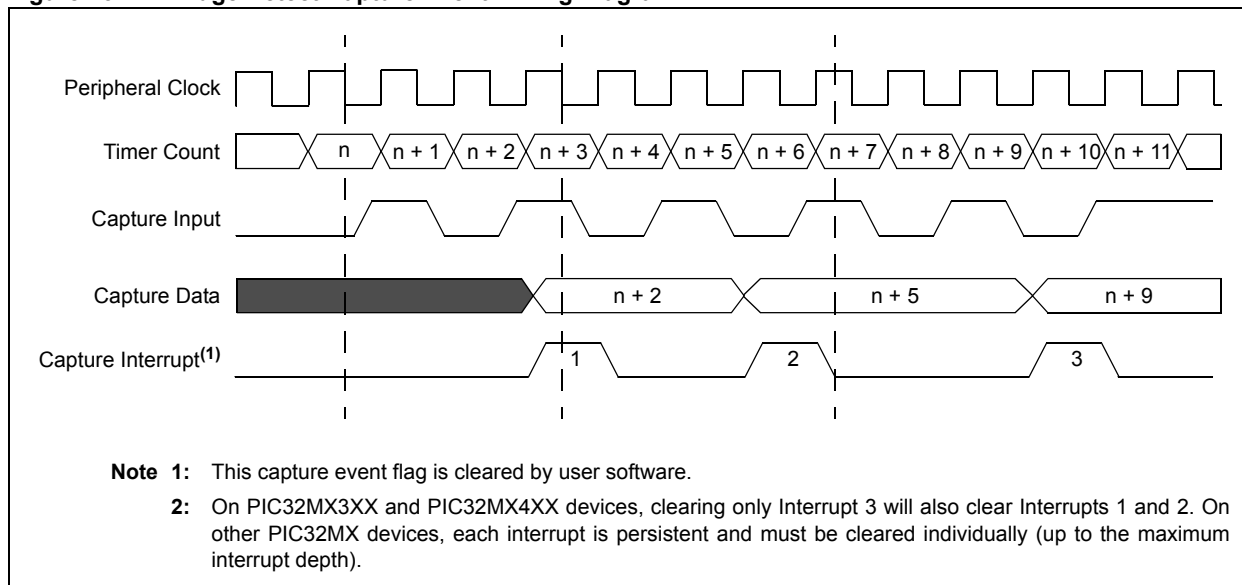 Peripheral Clock
Timer Count
n
n + 1
n + 2
n + 3
n + 4
n + 5
n + 6
n + 7
n + 8
n + 9
n + 10
n + 11
Capture Input
Capture Data
n + 2
n + 5
n + 9
Capture Interrupt(1)
1
2
3
Note 1: This capture event flag is cleared by user software.
2: On PIC32MX3XX and PIC32MX4XX devices, clearing only Interrupt 3 will also clear Interrupts 1 and 2. On
other PIC32MX devices, each interrupt is persistent and must be cleared individually (up to the maximum
interrupt depth).